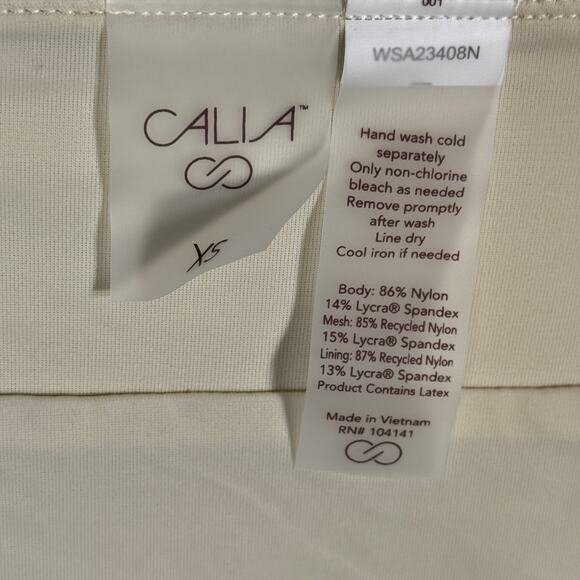 001
WSA23408N
CALIA™
XS
Hand wash cold
separately
Only non-chlorine
bleach as needed
Remove promptly
after wash
Line dry
Cool iron if needed
Body: 86% Nylon
14% Lycra® Spandex
Mesh: 85% Recycled Nylon
15% Lycra® Spandex
Lining: 87% Recycled Nylon
13% Lycra® Spandex
Product Contains Latex
Made in Vietnam
RN# 104141